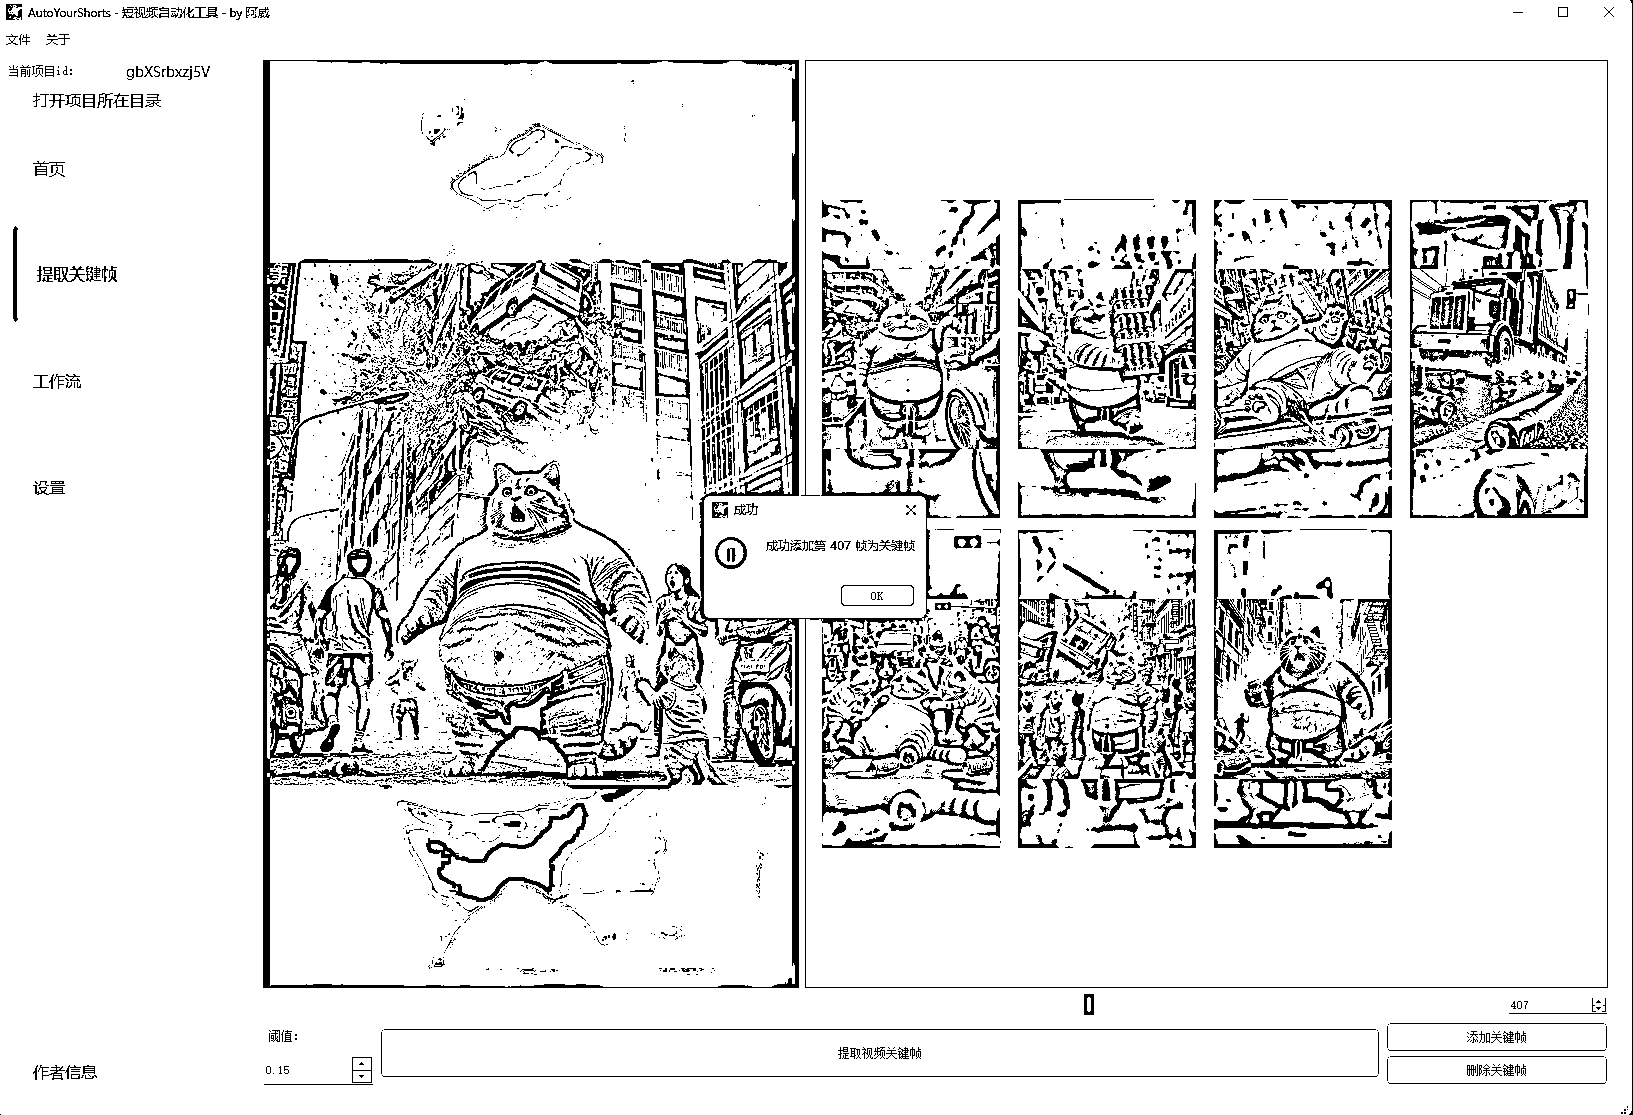 AutoYourShorts - 短视频自动化工具 - by 阿威
文件 关于
当前项目id: gbXSrbxzj5V
打开项目所在目录
首页
提取关键帧
工作流
设置
成功
成功添加第 407 帧为关键帧
OK
407
阈值:
0.15
提取视频关键帧
添加关键帧
删除关键帧
作者信息